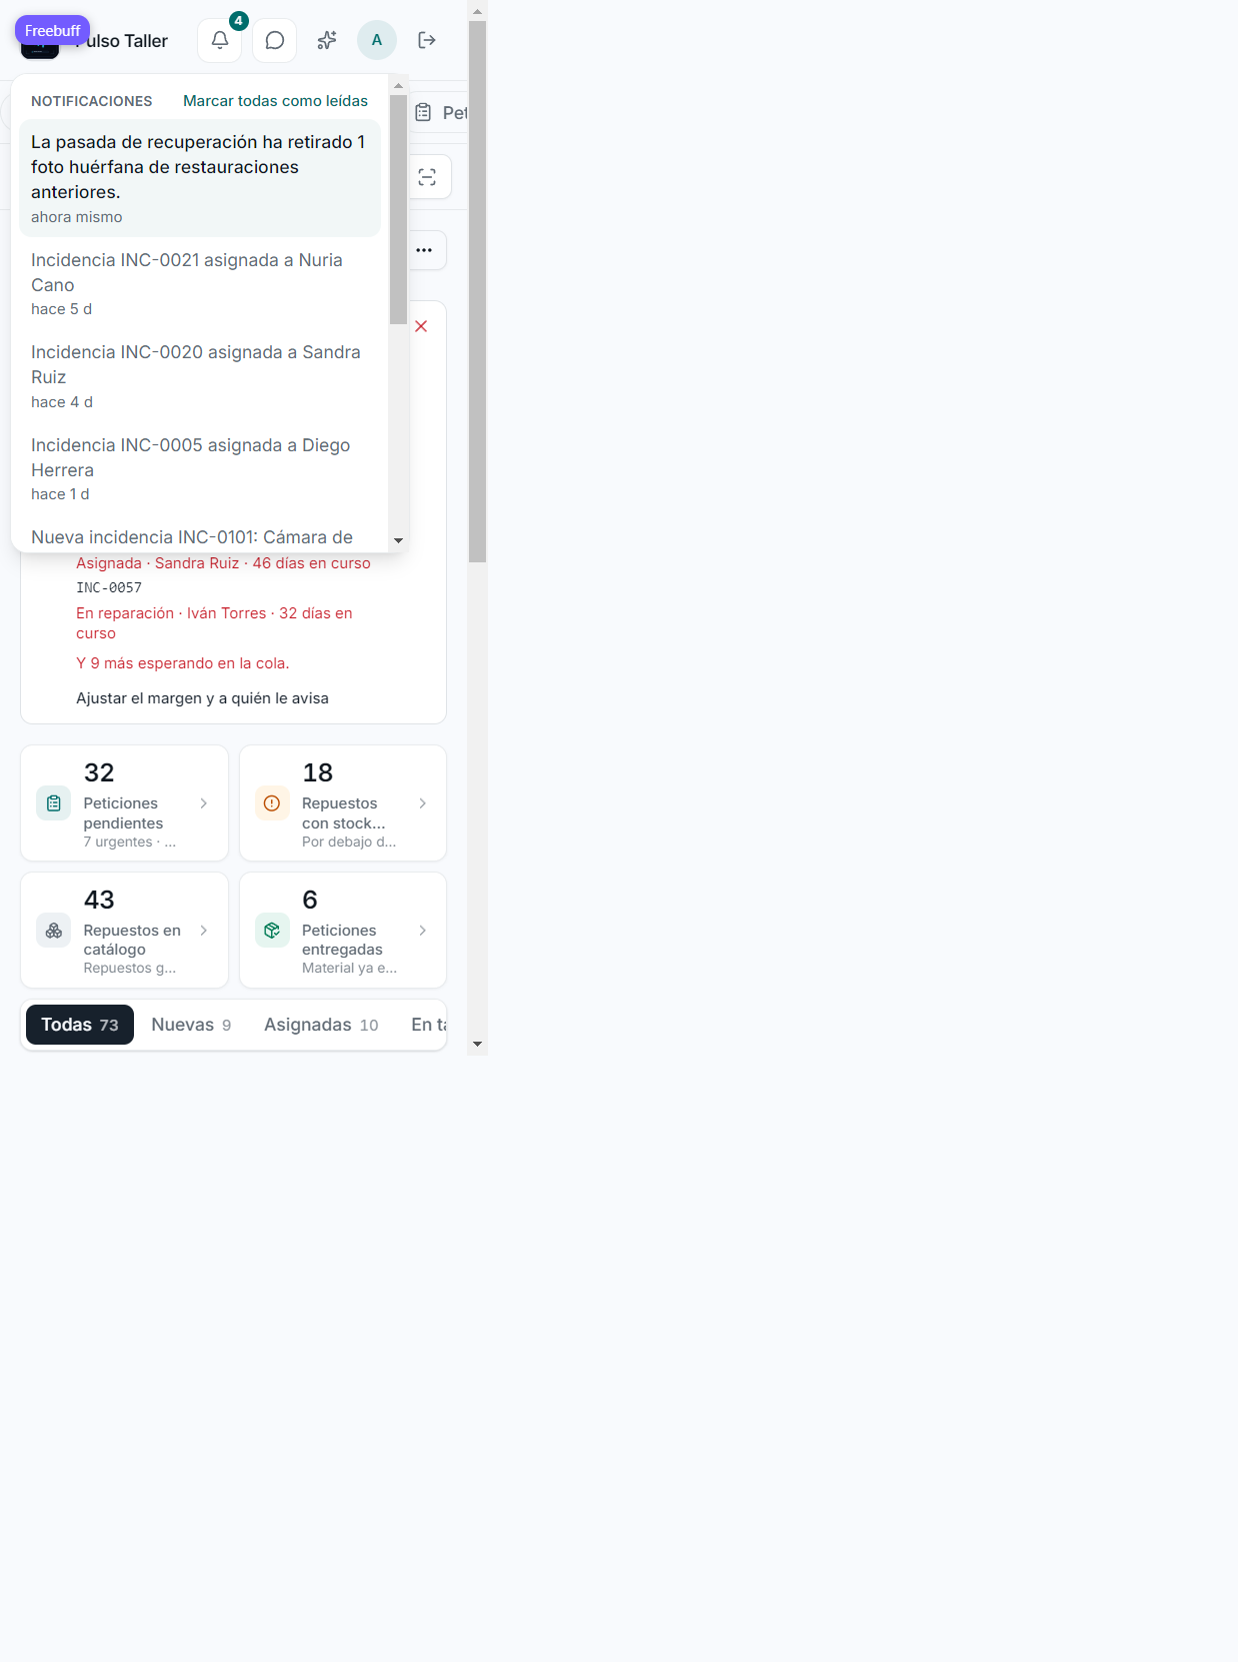 Freebuff
ulso Taller
4
A
NOTIFICACIONES
Marcar todas como leídas
Pet
La pasada de recuperación ha retirado 1
foto huérfana de restauraciones
anteriores.
ahora mismo
Incidencia INC-0021 asignada a Nuria
Cano
hace 5 d
Incidencia INC-0020 asignada a Sandra
Ruiz
hace 4 d
Incidencia INC-0005 asignada a Diego
Herrera
hace 1 d
Nueva incidencia INC-0101: Cámara de
Asignada · Sandra Ruiz · 46 días en curso
INC-0057
En reparación · Iván Torres · 32 días en
curso
Y 9 más esperando en la cola.
Ajustar el margen y a quién le avisa
32
Peticiones
pendientes
7 urgentes · ...
18
Repuestos
con stock...
Por debajo d...
43
Repuestos en
catálogo
Repuestos g...
6
Peticiones
entregadas
Material ya e...
Todas 73
Nuevas 9
Asignadas 10
En ta